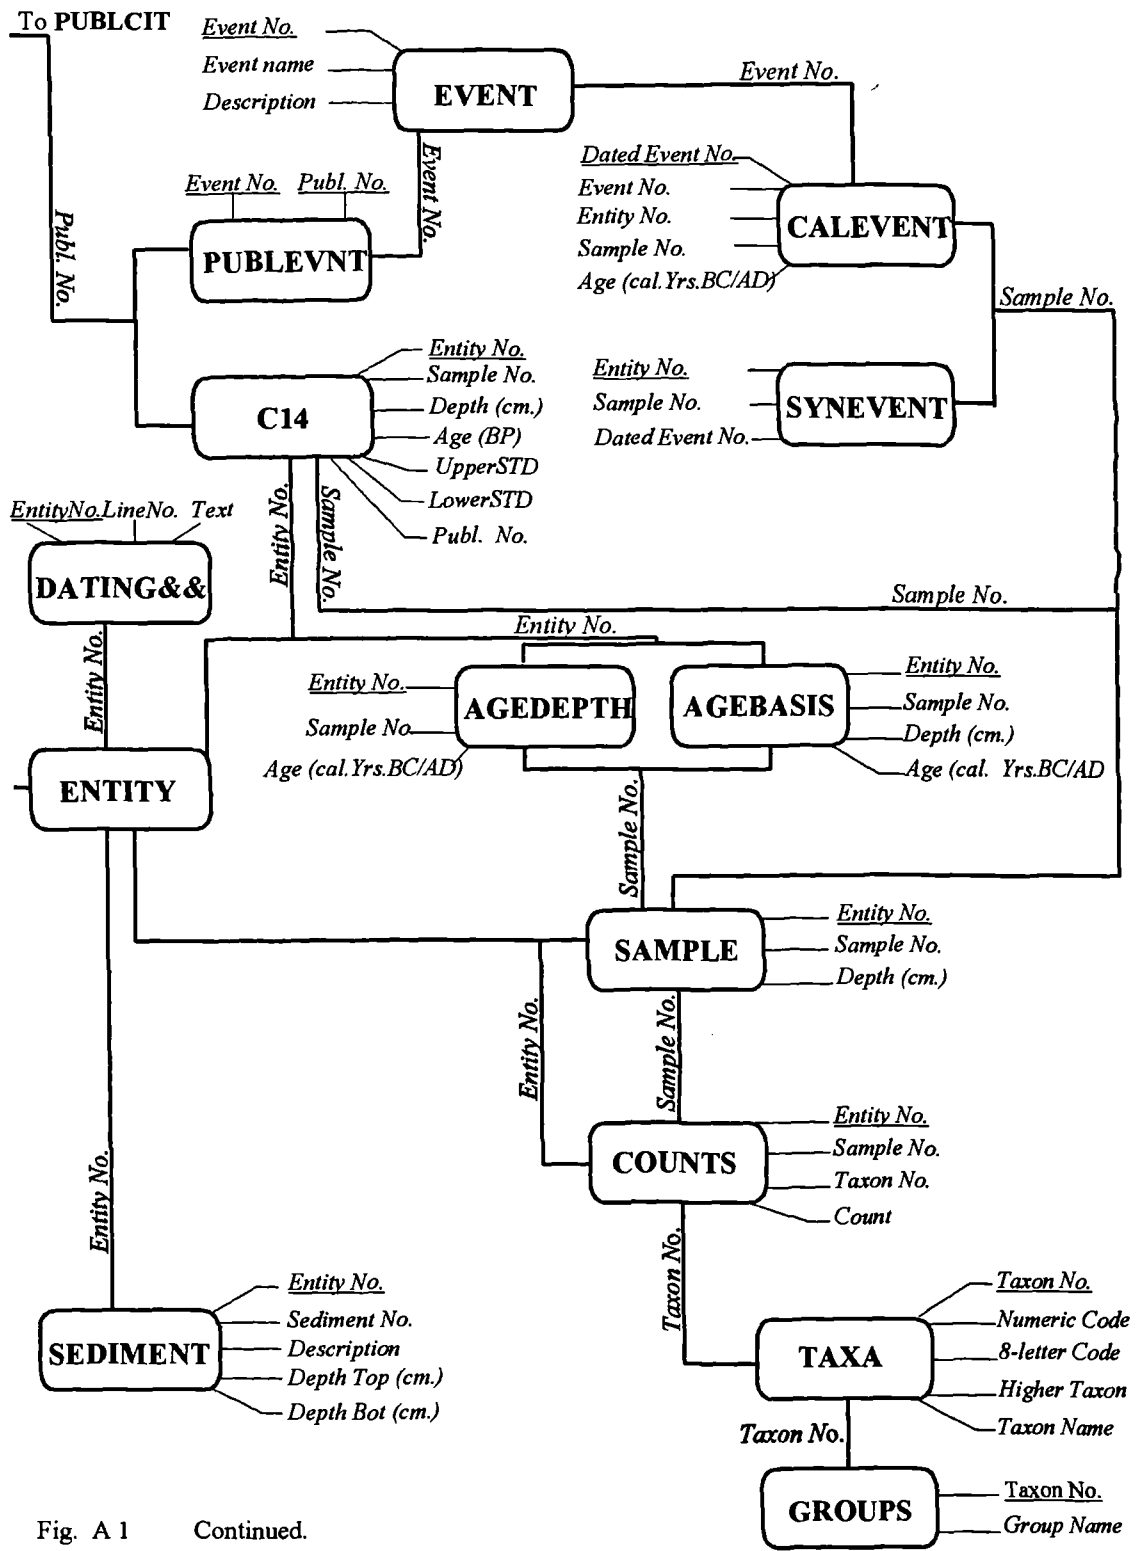 To PUBLCIT
Event No.
Event name
Description
EVENT
Event No.
Event No.
Dated Event No.
Event No.
Entity No.
Sample No.
Age (cal.Yrs.BC/AD)
CALEVENT
Event No. Publ. No.
PUBLEVNT
Publ. No.
Sample No.
Entity No.
Sample No.
Dated Event No.
SYNEVENT
C14
Entity No.
Sample No.
Depth (cm.)
Age (BP)
UpperSTD
LowerSTD
Publ. No.
Entity No.
Sample No.
EntityNo. LineNo. Text
DATING&&
Entity No.
Sample No.
Entity No.
Entity No.
Sample No
Age (cal.Yrs.BC/AD)
AGEDEPTH
AGEBASIS
Entity No.
Sample No.
Depth (cm.)
Age (cal. Yrs.BC/AD
ENTITY
Sample No.
SAMPLE
Entity No.
Sample No.
Depth (cm.)
Entity No.
Sample No.
COUNTS
Entity No.
Sample No.
Taxon No.
Count
Entity No.
Taxon No.
SEDIMENT
Entity No.
Sediment No.
Description
Depth Top (cm.)
Depth Bot (cm.)
TAXA
Taxon No.
Numeric Code
8-letter Code
Higher Taxon
Taxon Name
Taxon No.
GROUPS
Taxon No.
Group Name
Fig. A 1 Continued.